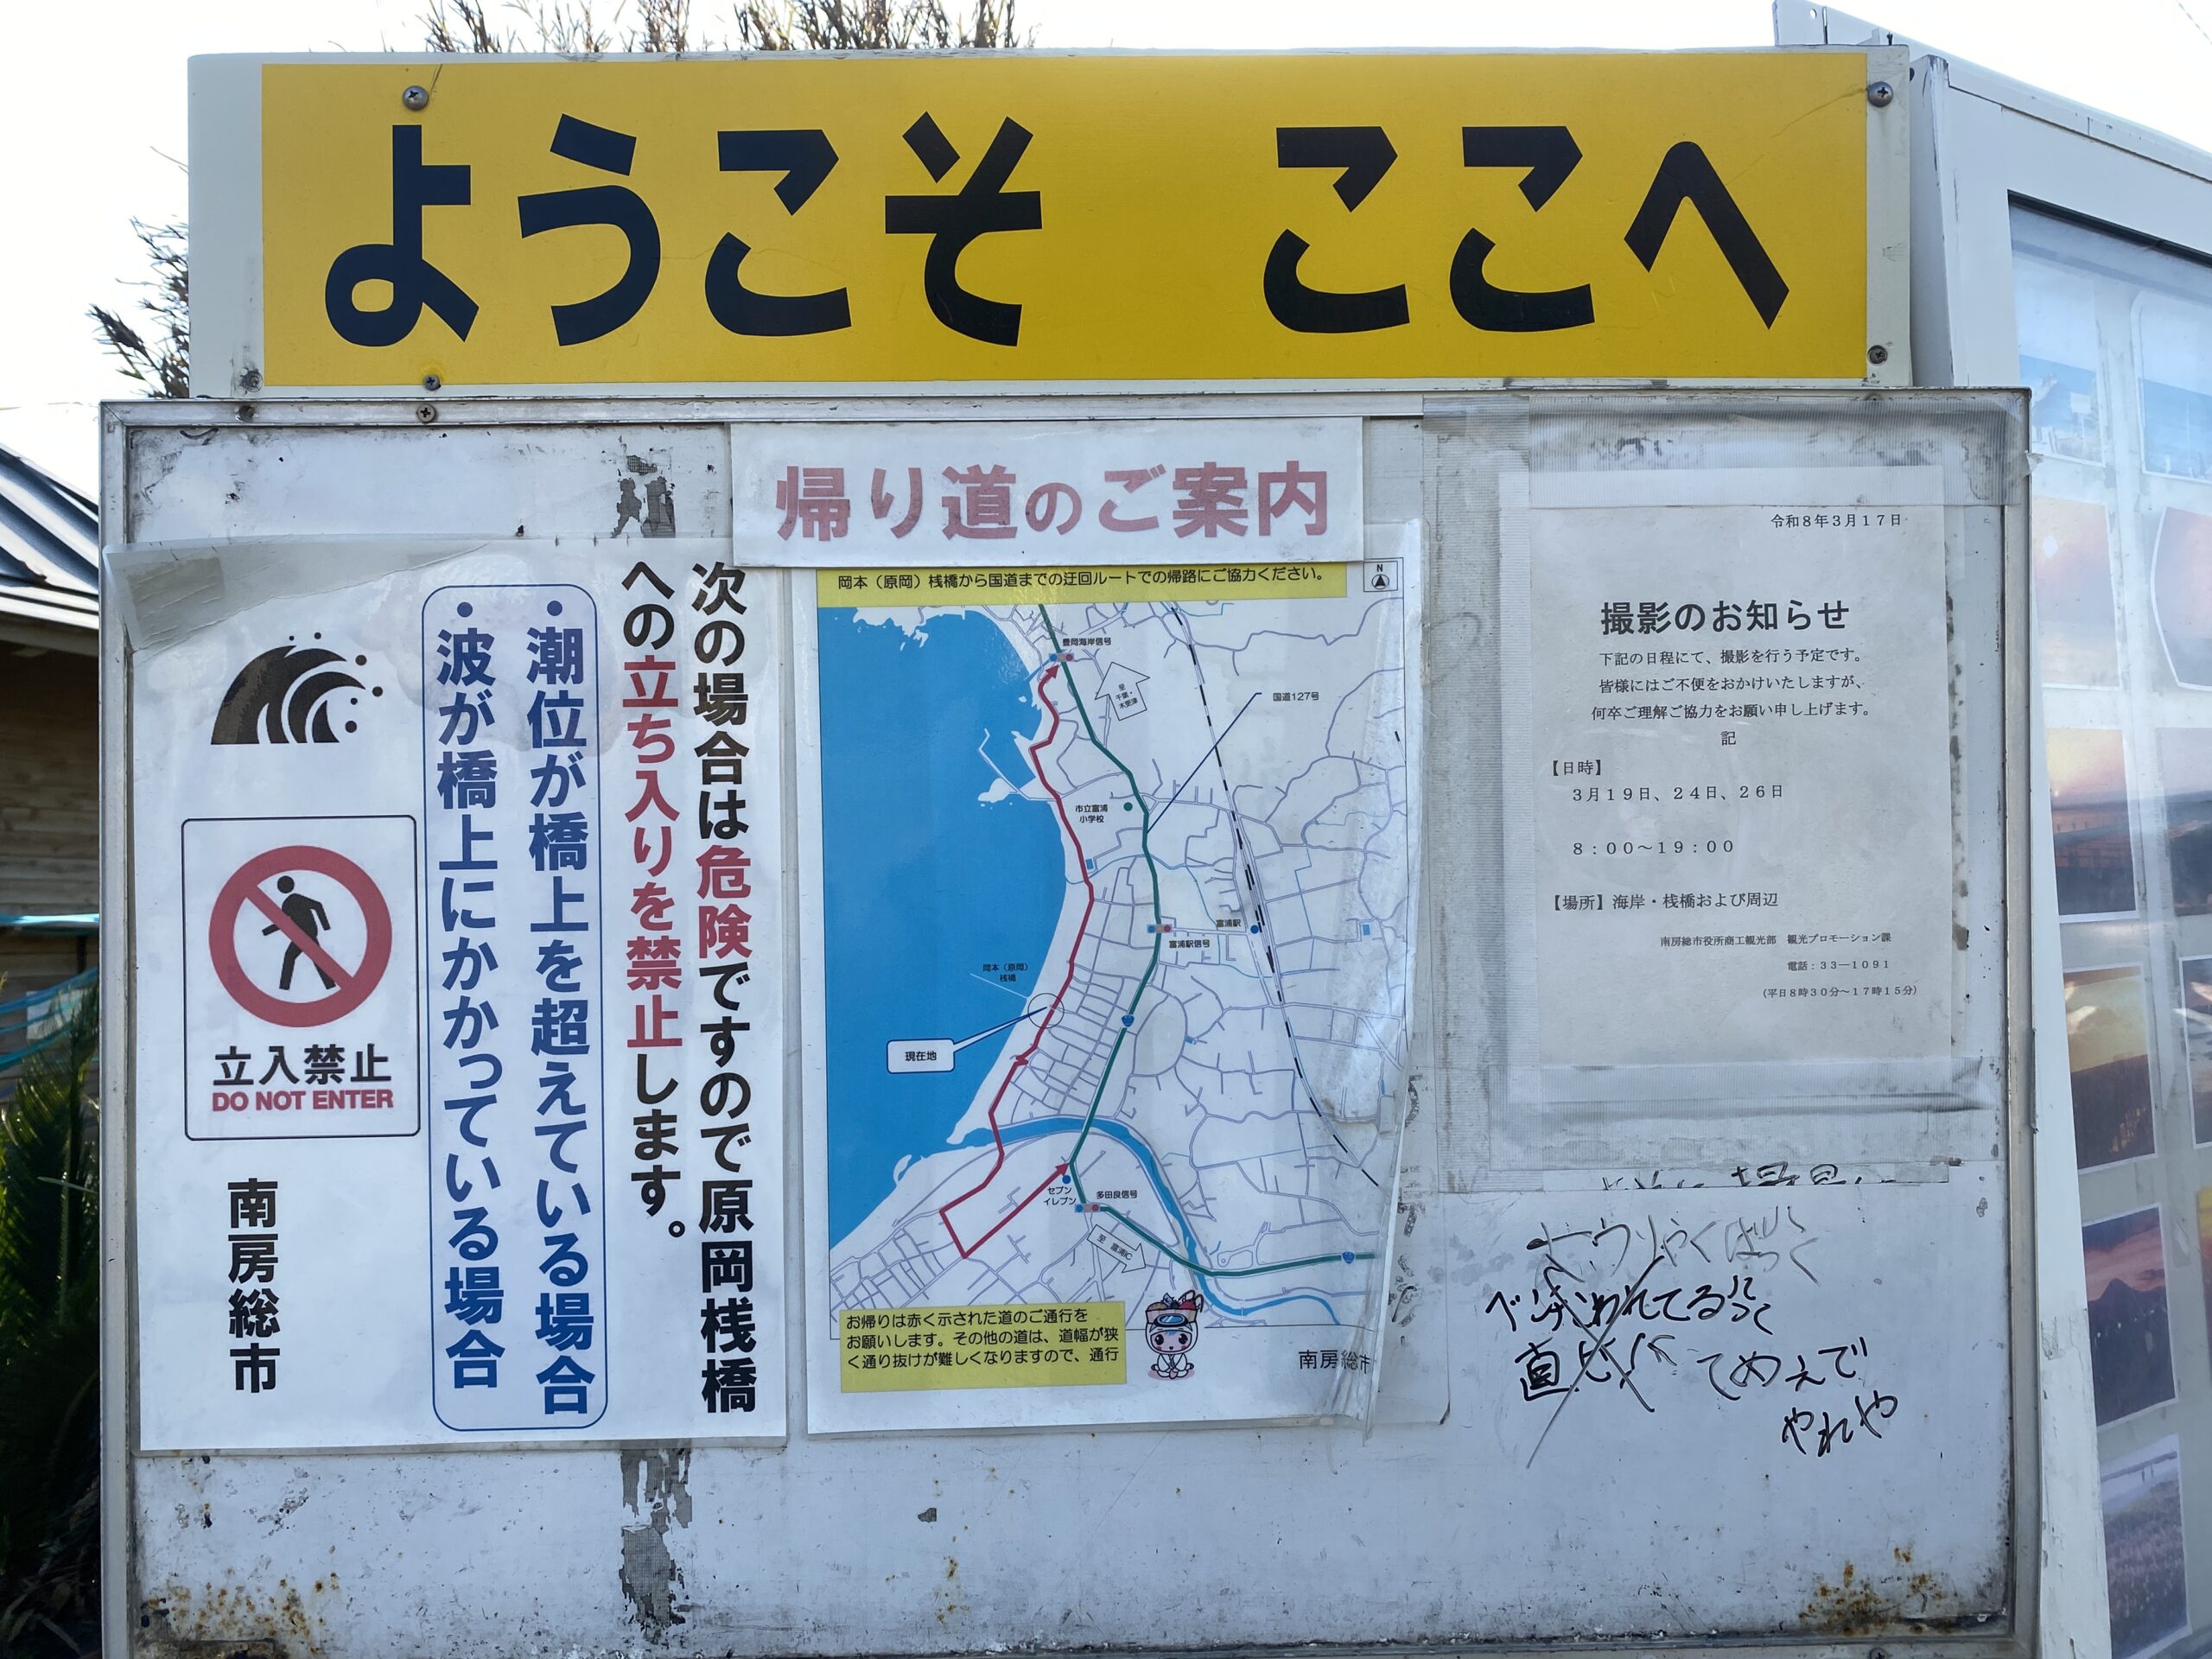 ようこそ ここへ
次の場合は危険ですので原岡桟橋
への立ち入りを禁止します。
・潮位が橋上を超えている場合
・波が橋上にかかっている場合
立入禁止
DO NOT ENTER
南房総市
帰り道のご案内
岡本（原岡）桟橋から国道までの迂回ルートでの帰路にご協力ください。
N
豊岡海岸信号
至
千葉・
木更津
国道127号
市立富浦
小学校
富浦駅
富浦駅信号
岡本（原岡）
桟橋
現在地
セブン
イレブン
多田良信号
至 富浦IC
お帰りは赤く示された道のご通行を
お願いします。その他の道は、道幅が狭
く通り抜けが難しくなりますので、通行
南房総市
令和8年3月17日
撮影のお知らせ
下記の日程にて、撮影を行う予定です。
皆様にはご不便をおかけいたしますが、
何卒ご理解ご協力をお願い申し上げます。
記
【日時】
3月19日、24日、26日
8：00～19：00
【場所】海岸・桟橋および周辺
南房総市役所商工観光部 観光プロモーション課
電話：33―1091
（平日8時30分～17時15分）
てめえで
やれや